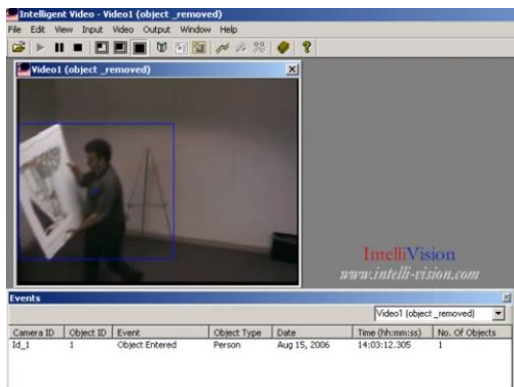 Intelligent Video - Video1 (object _removed)
File Edit View Input Video Output Window Help
Video1 (object _removed)
IntelliVision
www.intelli-vision.com
Events
Video1 (object _removed)
Camera ID Object ID Event Object Type Date Time (hh:mm:ss) No. Of Objects
Id_1 1 Object Entered Person Aug 15, 2006 14:03:12.305 1